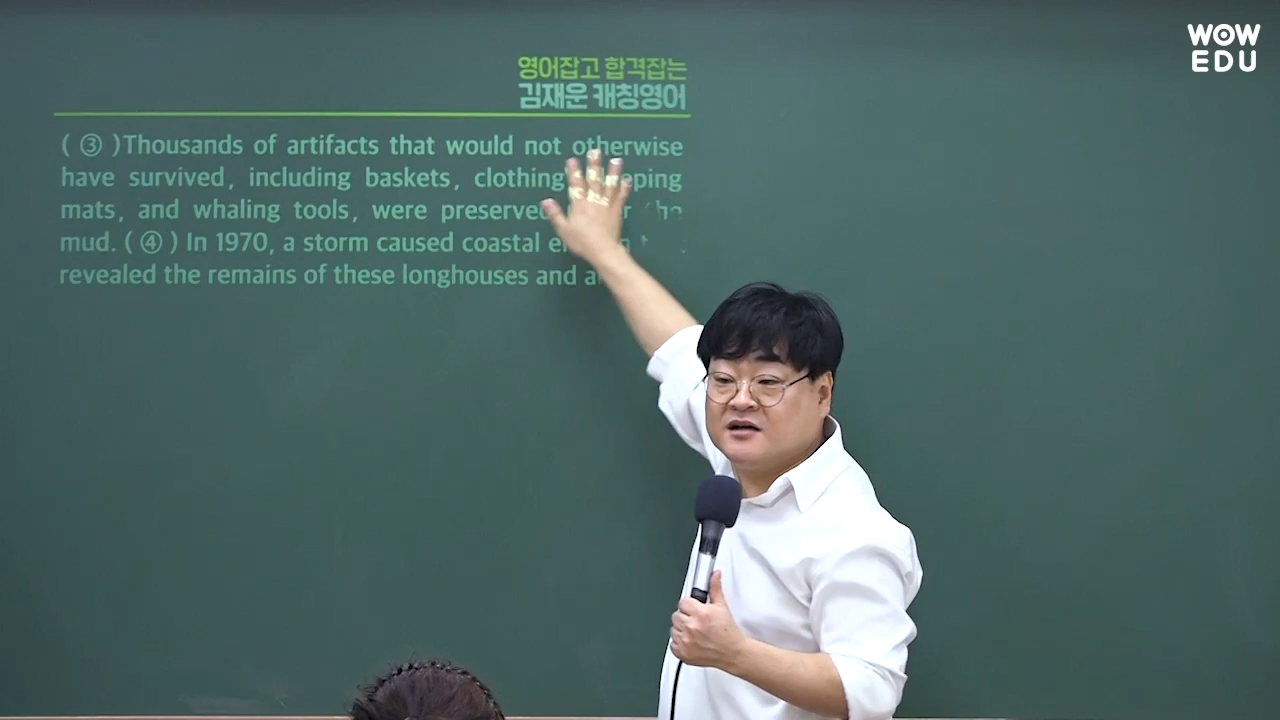 WOW
EDU
영어잡고 합격잡는
김재운 캐칭영어
( ③ )Thousands of artifacts that would not otherwise
have survived, including baskets, clothing
mats, and whaling tools, were preserved
mud. ( ④ ) In 1970, a storm caused coastal
revealed the remains of these longhouses and